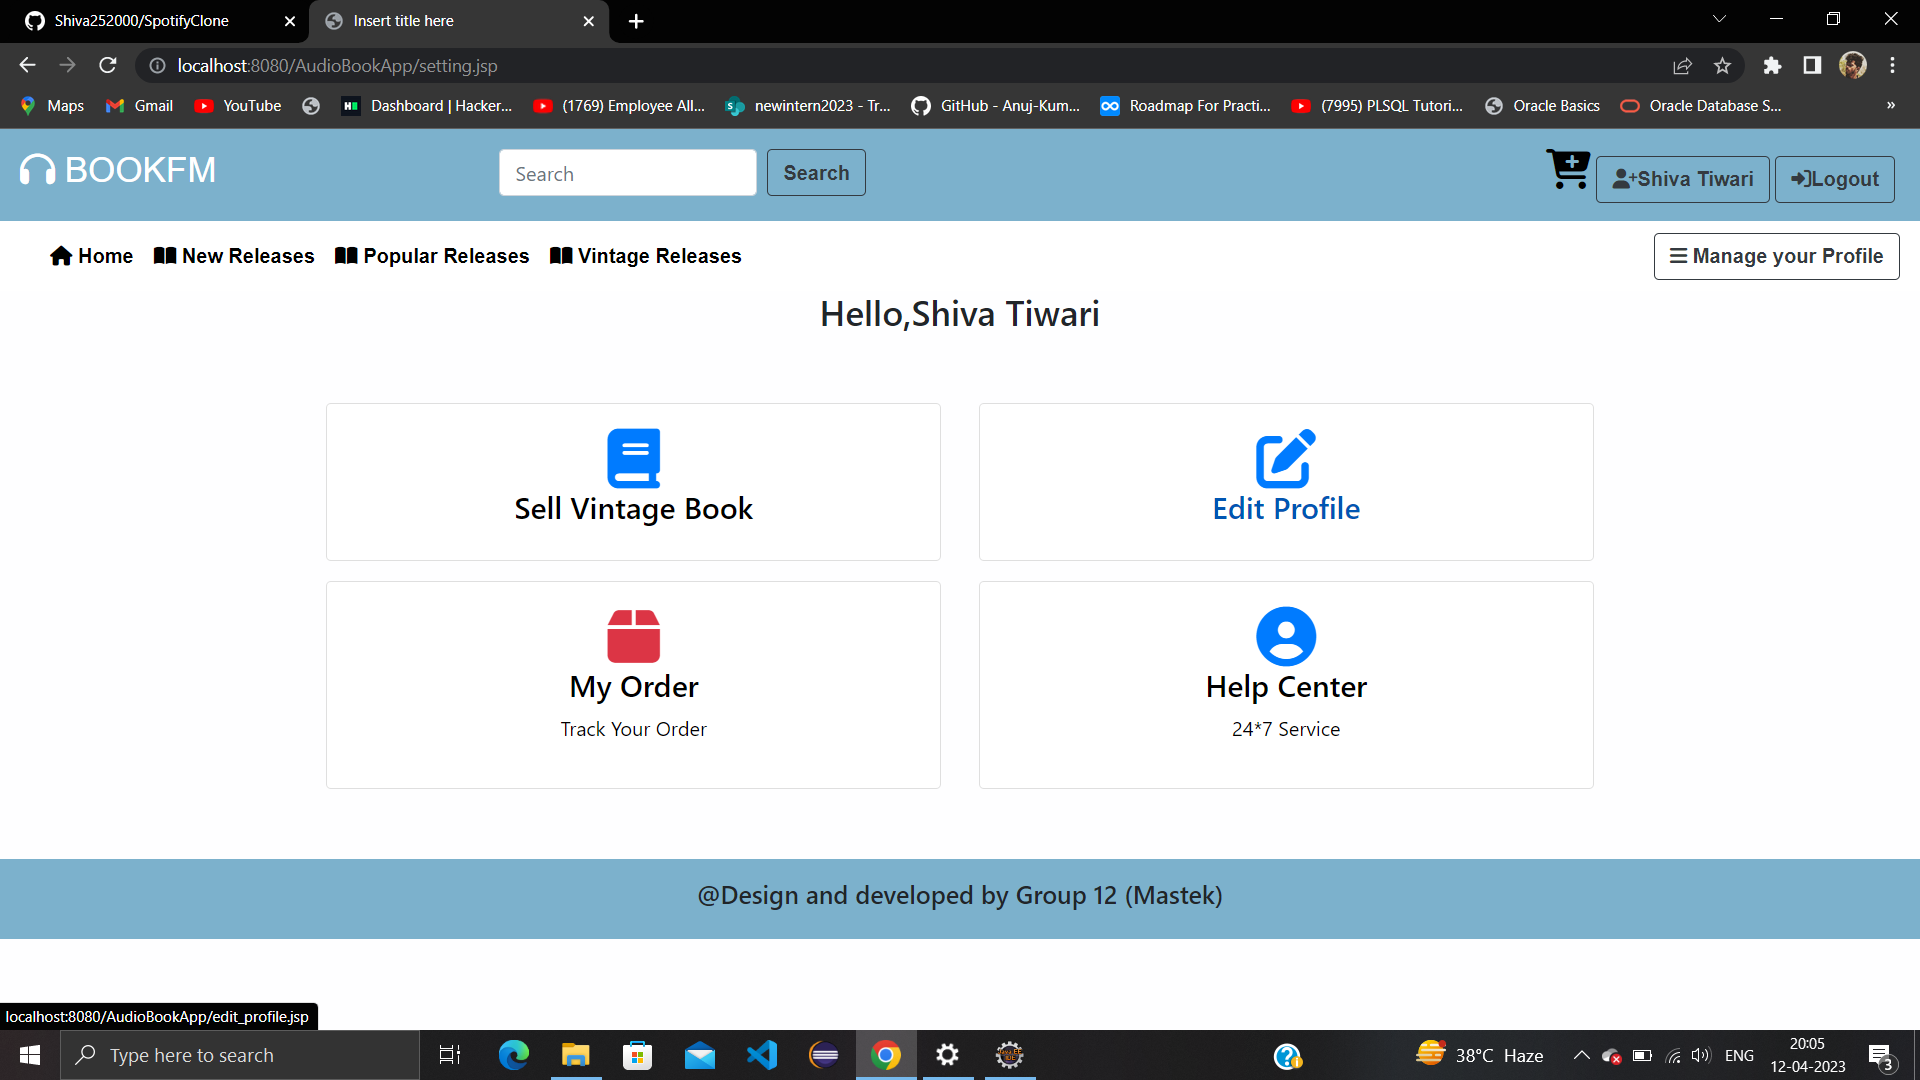 Shiva252000/SpotifyClone
Insert title here
localhost:8080/AudioBookApp/setting.jsp
Maps
Gmail
YouTube
Dashboard | Hacker...
(1769) Employee All...
newintern2023 - Tr...
GitHub - Anuj-Kum...
Roadmap For Practi...
(7995) PLSQL Tutori...
Oracle Basics
Oracle Database S...
»
BOOKFM
Search
Search
Shiva Tiwari
Logout
Home
New Releases
Popular Releases
Vintage Releases
Manage your Profile
Hello,Shiva Tiwari
Sell Vintage Book
Edit Profile
My Order
Track Your Order
Help Center
24*7 Service
@Design and developed by Group 12 (Mastek)
localhost:8080/AudioBookApp/edit_profile.jsp
Type here to search
38°C Haze
ENG
20:05
12-04-2023
3